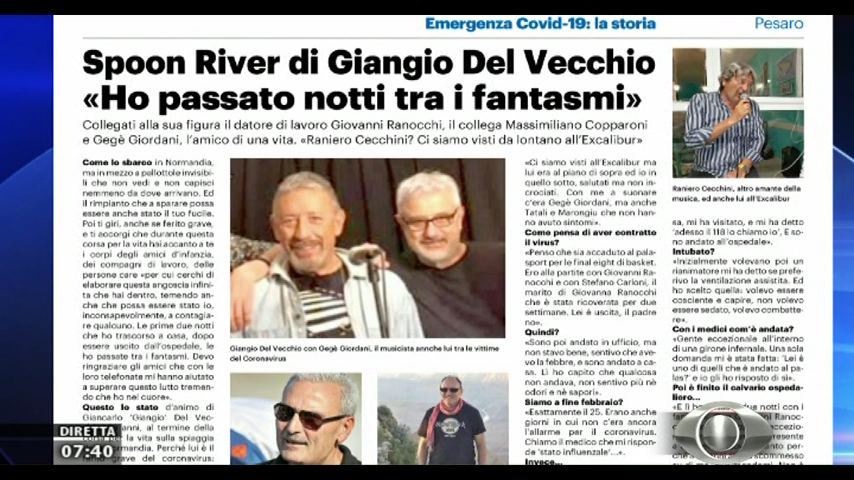 Emergenza Covid-19: la storia
Pesaro
Spoon River di Giangio Del Vecchio
«Ho passato notti tra i fantasmi»
Collegati alla sua figura il datore di lavoro Giovanni Ranocchi, il collega Massimiliano Copparoni
e Gegè Giordani, l'amico di una vita. «Raniero Cecchini? Ci siamo visti da lontano all'Excalibur»
Come lo sbarco in Normandia,
ma in mezzo a pallottole invisibi
li che non vedi e non capisci
nemmeno da dove arrivano. Ed
il rimpianto che a sparare possa
essere anche stato il tuo fucile.
Poi ti giri, anche se ferito grave,
e ti accorgi che durante questa
corsa per la vita hai accanto a te
i corpi degli amici d'infanzia,
dei compagni di lavoro, delle
persone care «per cui cerchi di
elaborare questa angoscia infini
ta che hai dentro, temendo an-
che che possa essere stato io,
inconsapevolmente, a contagia-
re qualcuno. Le prime due notti
che ho trascorso a casa, dopo
essere uscito dall'ospedale, le
ho passate tra i fantasmi. Devo
ringraziare gli amici che con le
loro telefonate mi hanno aiutato
a superare questo lutto tremen-
do che ho nel cuore».
Questo lo stato d'animo di
Giancarlo 'Giangio' Del Vec-
anni, al termine della
la vita sulla spiaggia
rmandia. Perché lui è il
grave del coronavirus:
Giangio Del Vecchio con Gegè Giordani, il musicista annche lui tra le vittime
del Coronavirus
«Ci siamo visti all'Excalibur ma
lui era al piano di sopra ed io in
quello sotto, salutati ma non in-
crociati. Con me a suonare
c'era Gegè Giordani, ma anche
Tatali e Marongiu che non han-
no avuto sintomi».
Come pensa di aver contratto
il virus?
«Penso che sia accaduto al pala-
sport per le final eight di basket.
Ero alla partite con Giovanni Ra-
nocchi e con Stefano Carloni, il
marito di Giovanna Ranocchi
che è stata ricoverata per due
settimane. Lei è uscita, il padre
no».
Quindi?
«Sono poi andato in ufficio, ma
non stavo bene, sentivo che ave-
vo la febbre, e sono andato a ca-
sa. Lì ho capito che qualcosa
non andava, non sentivo più né
odori e nè sapori».
Siamo a fine febbraio?
«Esattamente il 25. Erano anche
giorni in cui non c'era ancora
l'allarme per il coronavirus.
Chiamo il medico che mi rispon-
de 'stato influenzale'...».
Invece...
Raniero Cecchini, altro amante della
musica, ed anche lui all'Excalibur
sa, mi ha visitato, e mi ha detto
'adesso il 118 lo chiamo io', E so-
no andato all'ospedale».
Intubato?
«Inizialmente volevano poi un
rianimatore mi ha detto se prefe-
rivo la ventilazione assistita. Ed
ho scelto quella: volevo essere
cosciente e capire, non volevo
essere sedato, volevo combatte-
re».
Con i medici com'è andata?
«Gente eccezionale all'interno
di una girone infernale. Una sola
domanda mi è stata fatta: 'Lei è
uno di quelli che è andato al pa-
las?' e io gli ho risposto di sì».
Poi è finito il calvario ospeda-
liero...
DIRETTA
07:40